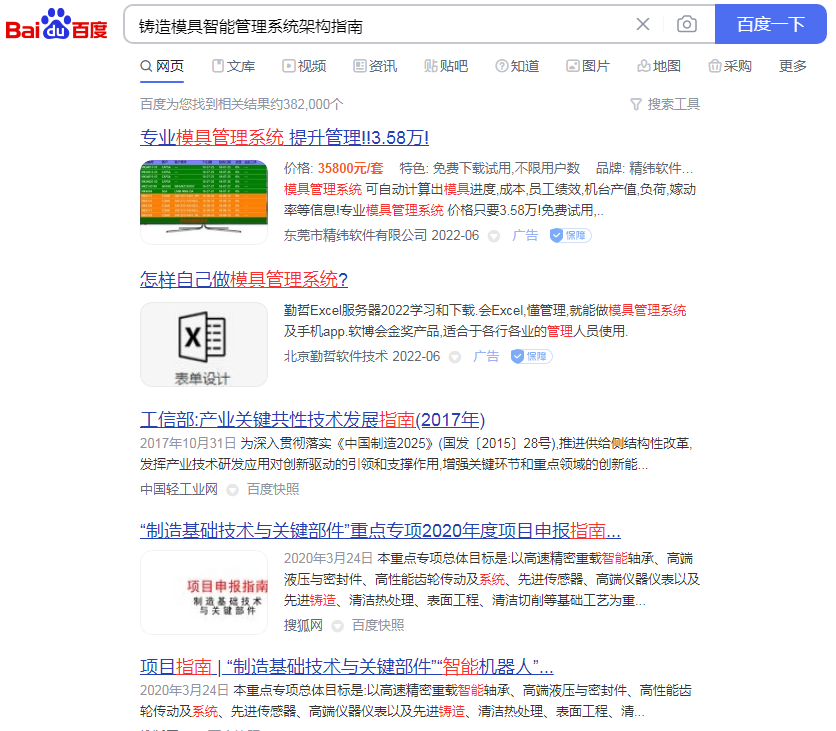 Bai du 百度
铸造模具智能管理系统架构指南
百度一下
网页 文库 视频 资讯 贴吧 知道 图片 地图 采购 更多
百度为您找到相关结果约382,000个
搜索工具
专业模具管理系统 提升管理!!3.58万!
价格: 35800元/套 特色: 免费下载试用,不限用户数 品牌: 精纬软件...
模具管理系统 可自动计算出模具进度,成本,员工绩效,机台产值,负荷,嫁动
率等信息!专业模具管理系统 价格只要3.58万!免费试用,..
东莞市精纬软件有限公司 2022-06 广告 保障
怎样自己做模具管理系统?
表单设计
勤哲Excel服务器2022学习和下载.会Excel,懂管理,就能做模具管理系统
及手机app.软博会金奖产品,适合于各行各业的管理人员使用.
北京勤哲软件技术 2022-06 广告 保障
工信部:产业关键共性技术发展指南(2017年)
2017年10月31日 为深入贯彻落实《中国制造2025》(国发〔2015〕28号),推进供给侧结构性改革,
发挥产业技术研发应用对创新驱动的引领和支撑作用,增强关键环节和重点领域的创新能...
中国轻工业网 百度快照
“制造基础技术与关键部件”重点专项2020年度项目申报指南...
项目申报指南
制造基础技术
与关键部件
2020年3月24日 本重点专项总体目标是:以高速精密重载智能轴承、高端
液压与密封件、高性能齿轮传动及系统、先进传感器、高端仪器仪表以及
先进铸造、清洁热处理、表面工程、清洁切削等基础工艺为重...
搜狐网 百度快照
项目指南 | “制造基础技术与关键部件”“智能机器人”...
2020年3月24日 本重点专项总体目标是:以高速精密重载智能轴承、高端液压与密封件、高性能齿
轮传动及系统、先进传感器、高端仪器仪表以及先进铸造、清洁热处理、表面工程、清...